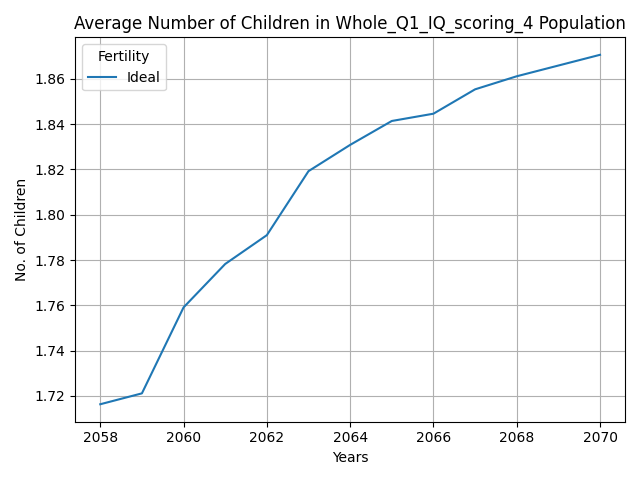 Average Number of Children in Whole_Q1_IQ_scoring_4 Population
Fertility
Ideal
No. of Children
1.86
1.84
1.82
1.80
1.78
1.76
1.74
1.72
2058 2060 2062 2064 2066 2068 2070
Years